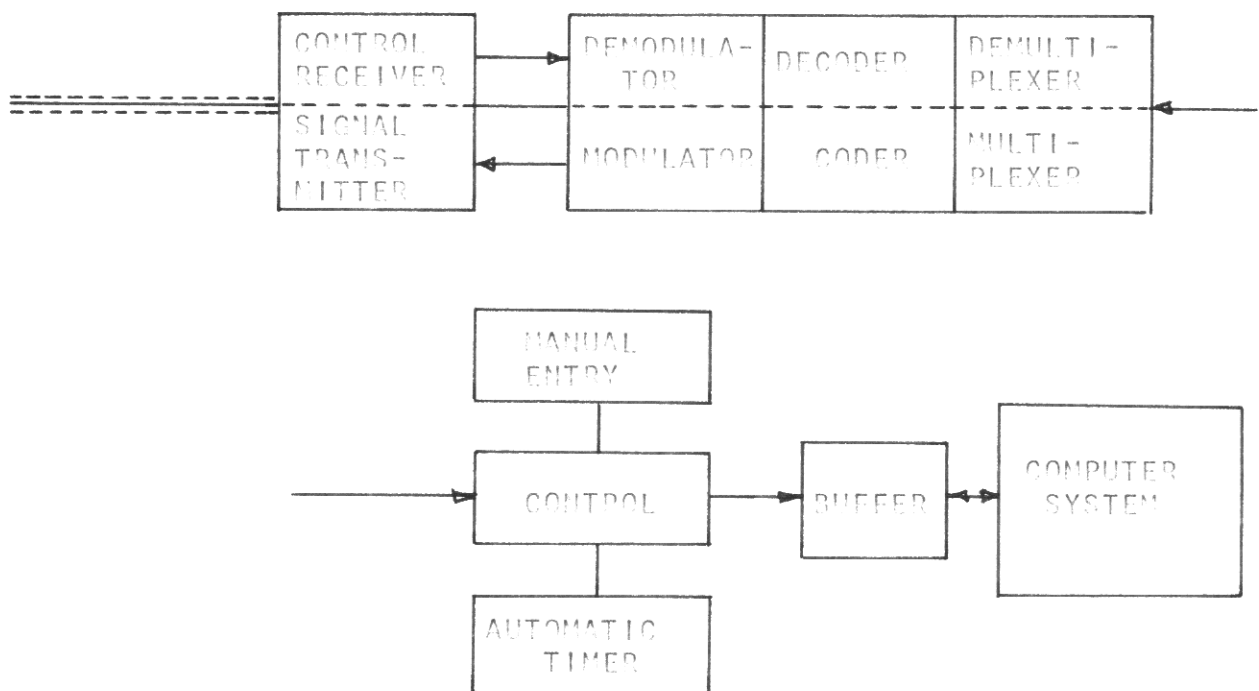 CONTROL
RECEIVER
SIGNAL
TRANS-
MITTER
DEMODULA-
TOR
MODULATOR
DECODER
CODER
DEMULTI-
PLEXER
MULTI-
PLEXER
MANUAL
ENTRY
CONTROL
AUTOMATIC
TIMER
BUFFER
COMPUTER
SYSTEM